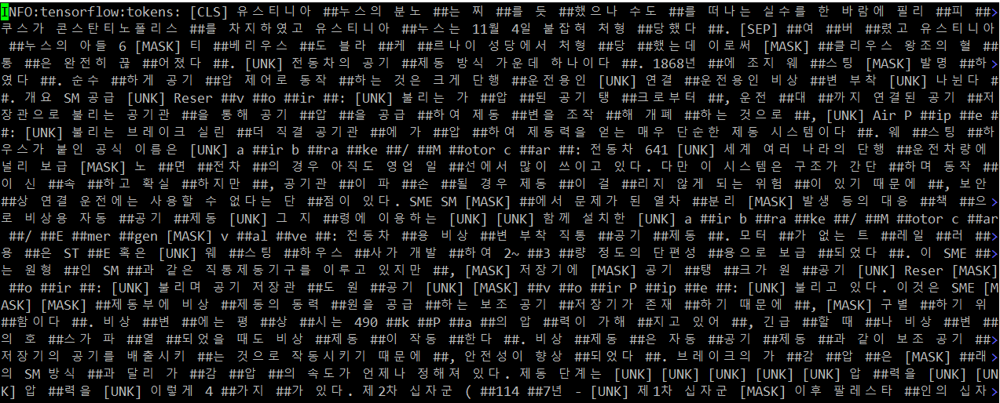 INFO:tensorflow:tokens: [CLS] 유스티니아 ##누스의 분노 ##는 찌 ##를 듯 ##했으나 수도 ##를 떠나는 실수를 한 바람에 필리 ##피 ##>
쿠스가 콘스탄티노폴리스 ##를 차지하였고 유스티니아 ##누스는 11월 4일 붙잡혀 처형 ##당했다 ##. [SEP] ##여 ##버 ##렸고 유스티니아
##누스의 아들 6 [MASK] 티 ##베리우스 ##도 블라 ##케 ##르나이 성당에서 처형 ##당 ##했는데 이로써 [MASK] ##클리우스 왕조의 혈 ##>
통 ##은 완전히 끊 ##어졌다 ##. [UNK] 전동차의 공기 ##제동 방식 가운데 하나이다 ##. 1868년 ##에 조지 웨 ##스팅 [MASK] 발명 ##하>
였다 ##. 순수 ##하게 공기 ##압 제어로 동작 ##하는 것은 크게 단행 ##운전용인 [UNK] 연결 ##운전용인 비상 ##변 부착 [UNK] 나뉜다 #
#. 개요 SM 공급 [UNK] Reser ##v ##o ##ir ##: [UNK] 불리는 가 ##압 ##된 공기 탱 ##크로부터 ##, 운전 ##대 ##까지 연결된 공기 ##저
장관으로 불리는 공기관 ##을 통해 공기 ##압 ##을 공급 ##하여 제동 ##변을 조작 ##해 개폐 ##하는 것으로 ##, [UNK] Air P ##ip ##e #
#: [UNK] 불리는 브레이크 실린 ##더 직결 공기관 ##에 가 ##압 ##하여 제동력을 얻는 매우 단순한 제동 시스템이다 ##. 웨 ##스팅 ##하
우스가 붙인 공식 이름은 [UNK] a ##ir b ##ra ##ke ##/ ##M ##otor c ##ar ##: 전동차 641 [UNK] 세계 여러 나라의 단행 ##운전차량에
널리 보급 [MASK] 노 ##면 ##전차 ##의 경우 아직도 영업 일 ##선에서 많이 쓰이고 있다. 다만 이 시스템은 구조가 간단 ##하며 동작 ##
이 신 ##속 ##하고 확실 ##하지만 ##, 공기관 ##이 파 ##손 ##될 경우 제동 ##이 걸 ##리지 않게 되는 위험 ##이 있기 때문에 ##, 보안
##상 연결 운전에는 사용할 수 없다는 단 ##점이 있다. SME SM [MASK] ##에서 문제가 된 열차 ##분리 [MASK] 발생 등의 대응 ##책 ##으>
로 비상용 자동 ##공기 ##제동 [UNK] 그 지 ##령에 이용하는 [UNK] [UNK] 함께 설치한 [UNK] a ##ir b ##ra ##ke ##/ ##M ##otor c ##ar
##/ ##E ##mer ##gen [MASK] v ##al ##ve ##: 전동차 ##용 비상 ##변 부착 직통 ##공기 ##제동 ##. 모터 ##가 없는 트 ##레일 ##러 ##>
용 ##은 ST ##E 혹은 [UNK] 웨 ##스팅 ##하우스 ##사가 개발 ##하여 2~ ##3 ##량 정도의 단편성 ##용으로 보급 ##되었다 ##. 이 SME ##>
는 원형 ##인 SM ##과 같은 직통제동기구를 이루고 있지만 ##, [MASK] 저장기에 [MASK] 공기 ##탱 ##크가 원 ##공기 [UNK] Reser [MASK]
##o ##ir ##: [UNK] 불리며 공기 저장관 ##도 원 ##공기 [UNK] [MASK] ##v ##o ##ir P ##ip ##e ##: [UNK] 불리고 있다. 이것은 SME [M
ASK] [MASK] ##제동부에 비상 ##제동의 동력 ##원을 공급 ##하는 보조 공기 ##저장기가 존재 ##하기 때문에 ##, [MASK] 구별 ##하기 위
##함이다 ##. 비상 ##변 ##에는 평 ##상 ##시는 490 ##k ##P ##a ##의 압 ##력이 가해 ##지고 있어 ##, 긴급 ##할 때 ##나 비상 ##변 ##
의 호 ##스가 파 ##열 ##되었을 때도 비상 ##제동 ##이 작동 ##한다 ##. 비상 ##제동 ##은 자동 ##공기 ##제동 ##과 같이 보조 공기 ##>
저장기의 공기를 배출시키 ##는 것으로 작동시키기 때문에 ##, 안전성이 향상 ##되었다 ##. 브레이크의 가 ##감 ##압 ##은 [MASK] ##래>
의 SM 방식 ##과 달리 가 ##감 ##압 ##의 속도가 언제나 정해져 있다. 제동 단계는 [UNK] [UNK] [UNK] [UNK] [UNK] 압 ##력을 [UNK] [UN
K] 압 ##력을 [UNK] 이렇게 4 ##가지 ##가 있다. 제2차 십자군 ( ##114 ##7년 - [UNK] 제1차 십자군 [MASK] 이후 팔레스타 ##인의 십자>